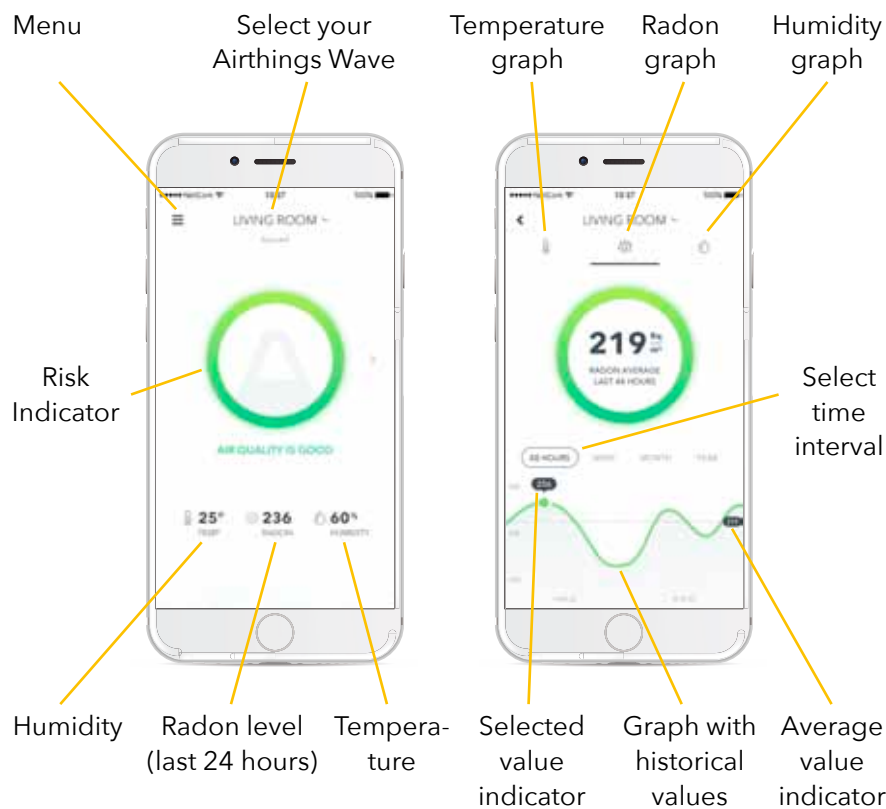 Menu
Select your
Airthings Wave
Temperature
graph
Radon
graph
Humidity
graph
LIVING ROOM
Risk
Indicator
AIR QUALITY IS GOOD
25°
236
60%
TEMP
RADON
HUMIDITY
LIVING ROOM
219 Bq
m³
RADON AVERAGE
LAST 48 HOURS
Select
time
interval
48 HOURS WEEK MONTH YEAR
236
Humidity
Radon level
(last 24 hours)
Tempera-
ture
Selected
value
indicator
Graph with
historical
values
Average
value
indicator